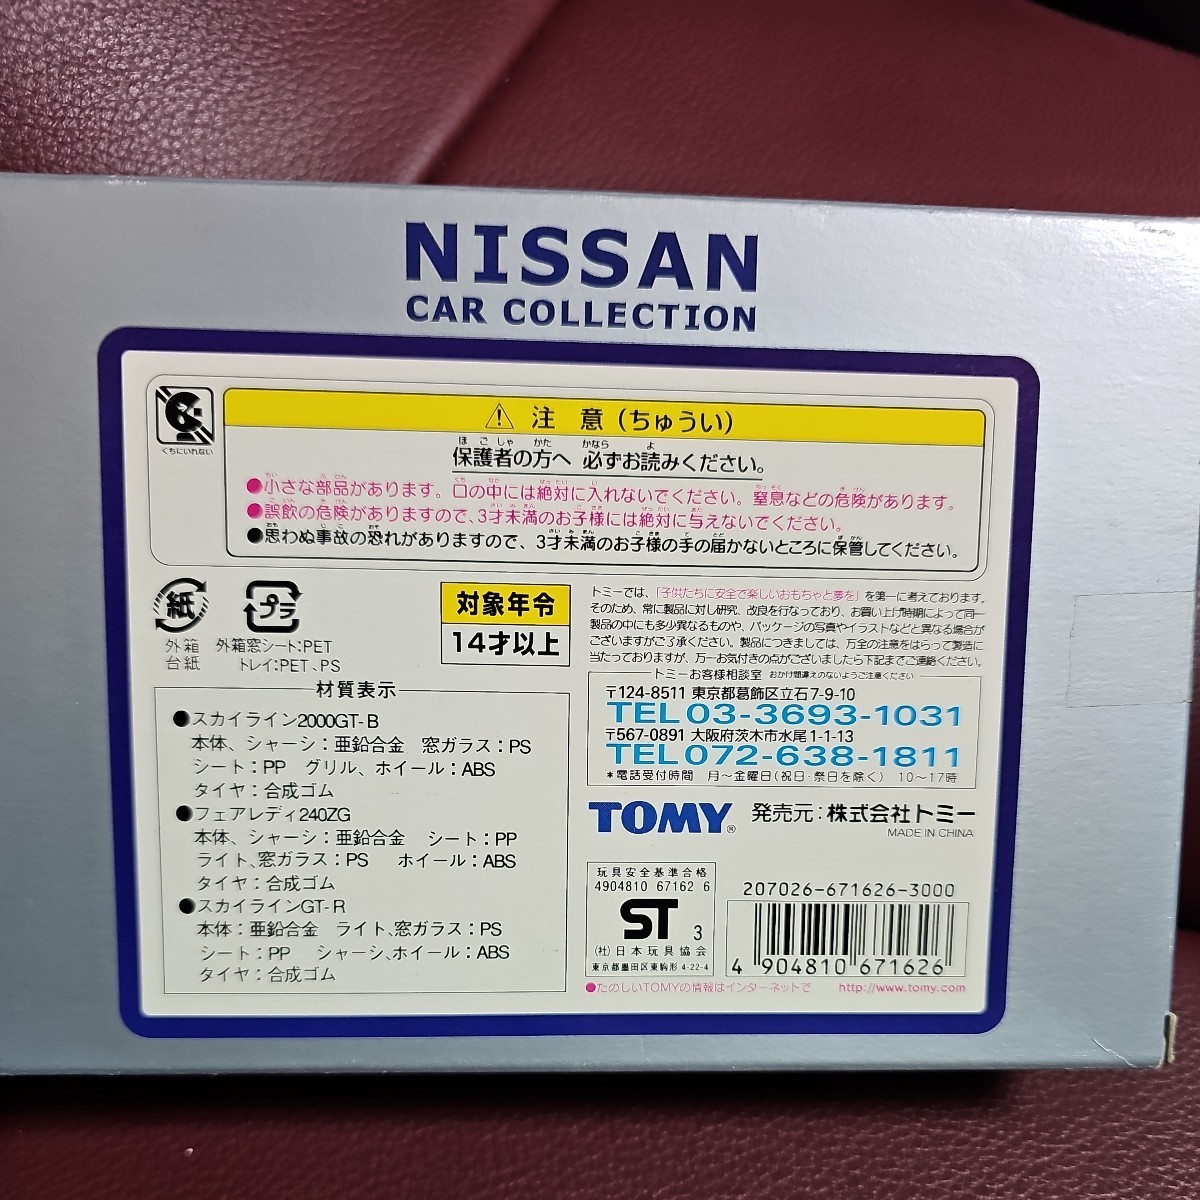 NISSAN
CAR COLLECTION
くちにいれない
⚠ 注 意 (ちゅうい)
保護者の方へ 必ずお読みください。
●小さな部品があります。口の中には絶対に入れないでください。窒息などの危険があります。
●誤飲の危険がありますので、3才未満のお子様には絶対に与えないでください。
●思わぬ事故の恐れがありますので、3才未満のお子様の手の届かないところに保管してください。
紙
外箱
台紙
プラ
外箱窓シート:PET
トレイ:PET、PS
対象年令
14才以上
材質表示
●スカイライン2000GT-B
本体、シャーシ:亜鉛合金 窓ガラス:PS
シート:PP グリル、ホイール:ABS
タイヤ:合成ゴム
●フェアレディ240ZG
本体、シャーシ:亜鉛合金 シート:PP
ライト、窓ガラス:PS ホイール:ABS
タイヤ:合成ゴム
●スカイラインGT-R
本体:亜鉛合金 ライト、窓ガラス:PS
シート:PP シャーシ、ホイール:ABS
タイヤ:合成ゴム
トミーでは、「子供たちに安全で楽しいおもちゃと夢を」を第一に考えております。
そのため、常に製品に対し研究、改良を行なっており、お買い上げ時期によって同一
製品の中にも多少異なるものや、パッケージの写真やイラストなどと異なる場合が
ございますがご了承ください。製品につきましては、万全の注意をはらって製造に
当たっておりますが、万一お気付きの点がございましたら下記までご連絡ください。
トミーお客様相談室 おかけ間違えのないようご注意ください
〒124-8511 東京都葛飾区立石7-9-10
TEL03-3693-1031
〒567-0891 大阪府茨木市水尾1-1-13
TEL072-638-1811
*電話受付時間 月〜金曜日(祝日・祭日を除く) 10〜17時
TOMY® 発売元:株式会社トミー
MADE IN CHINA
玩具安全基準合格
4904810 67162 6
ST 3
(社)日本玩具協会
東京都墨田区東駒形 4-22-4
207026-671626-3000
4 904810 671626
●たのしいTOMYの情報はインターネットで http://www.tomy.com